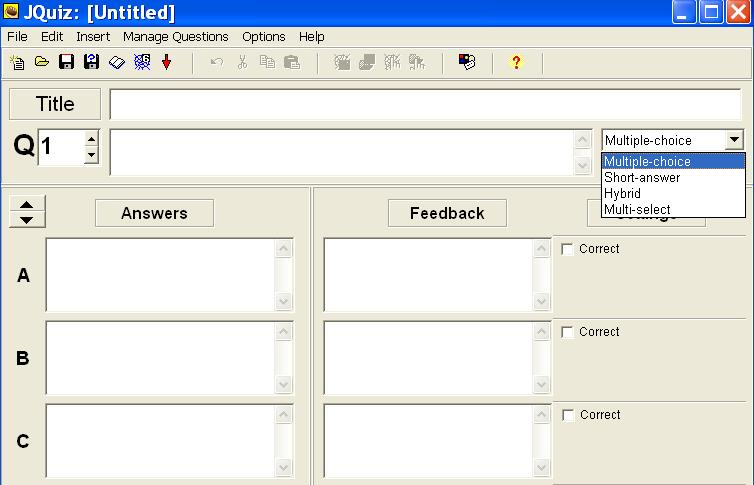 JQuiz: [Untitled]
File Edit Insert Manage Questions Options Help
Title
Q 1
Multiple-choice
Multiple-choice
Short-answer
Hybrid
Multi-select
Answers Feedback
A Correct
B Correct
C Correct